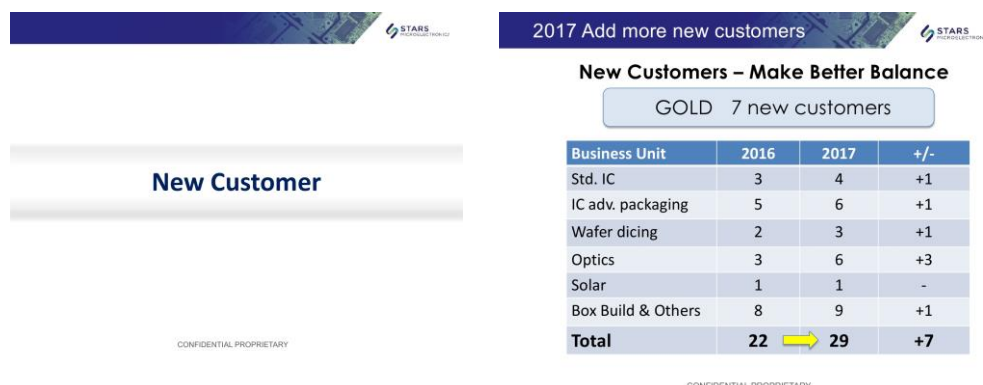 STARS
MICROELECTRONICS
New Customer
CONFIDENTIAL PROPRIETARY
2017 Add more new customers
STARS
New Customers – Make Better Balance
GOLD 7 new customers
Business Unit 2016 2017 +/-
Std. IC 3 4 +1
IC adv. packaging 5 6 +1
Wafer dicing 2 3 +1
Optics 3 6 +3
Solar 1 1 -
Box Build & Others 8 9 +1
Total 22 29 +7
CONFIDENTIAL PROPRIETARY